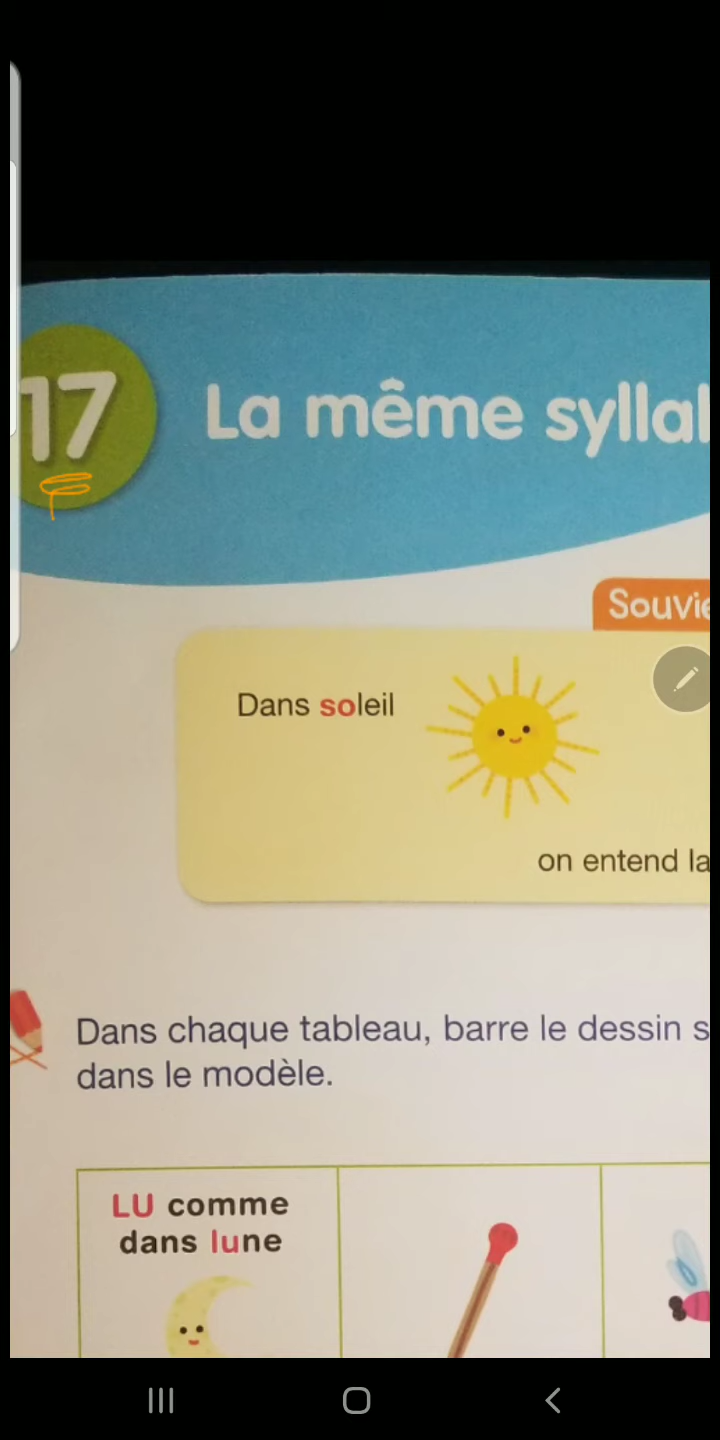 17
La même syllal
Souvie
Dans soleil
on entend la
Dans chaque tableau, barre le dessin s
dans le modèle.
LU comme
dans lune